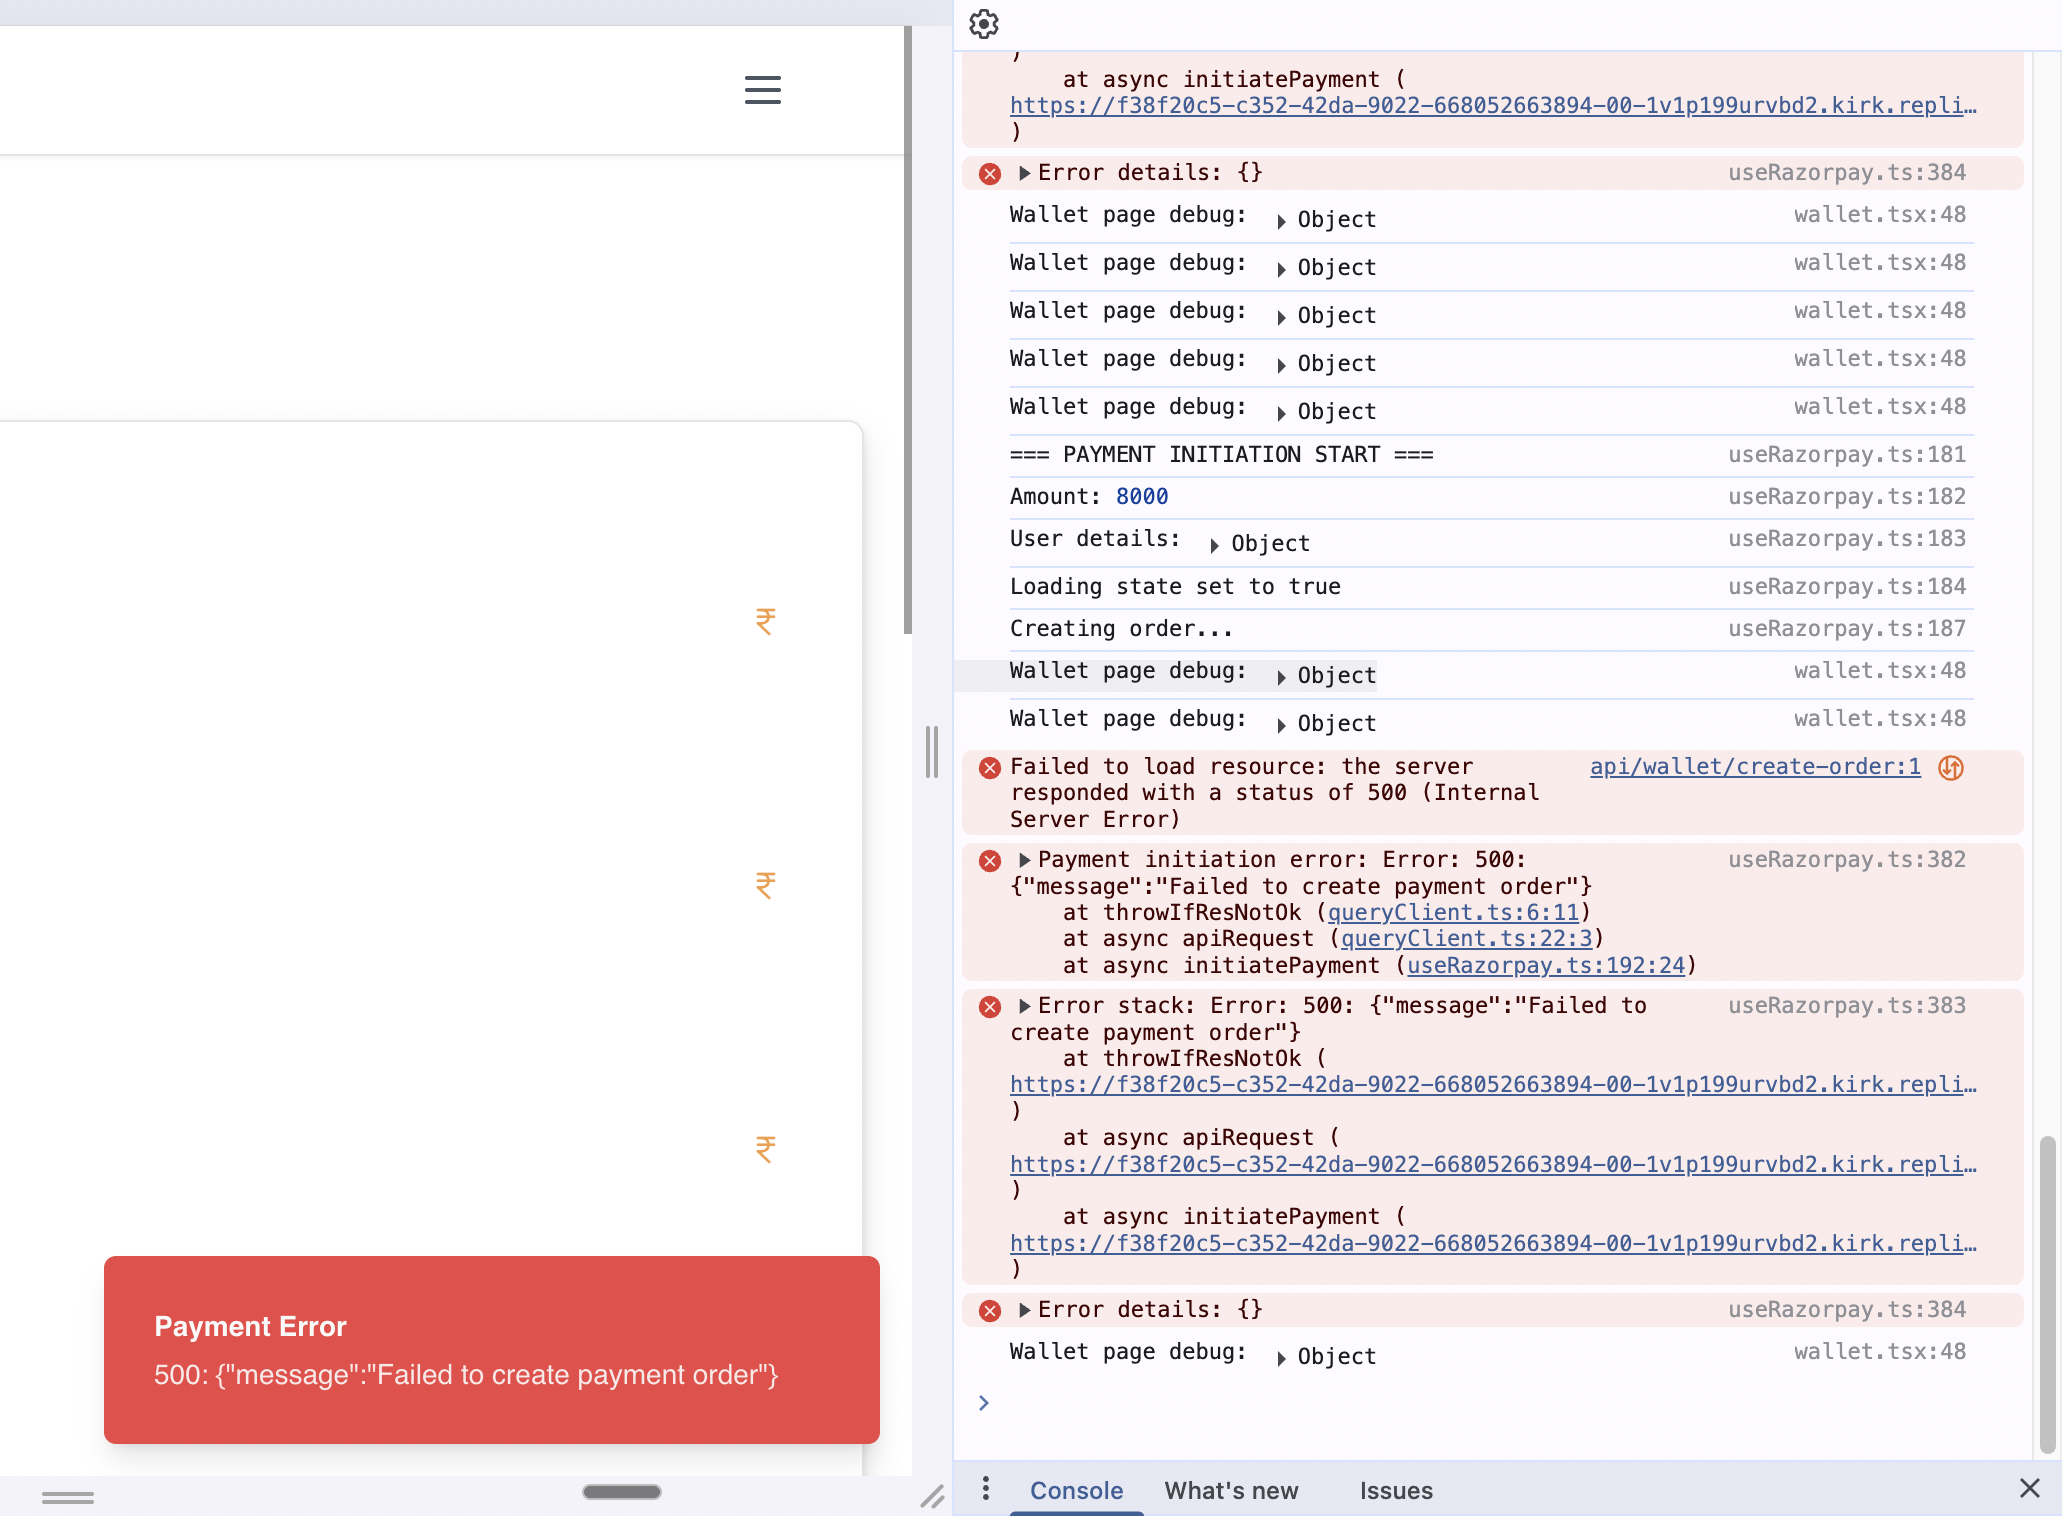 ₹
₹
₹
Payment Error
500: {"message":"Failed to create payment order"}
)
at async initiatePayment (
https://f38f20c5-c352-42da-9022-668052663894-00-1v1p199urvbd2.kirk.repli…
)
Error details: {} useRazorpay.ts:384
Wallet page debug: Object wallet.tsx:48
Wallet page debug: Object wallet.tsx:48
Wallet page debug: Object wallet.tsx:48
Wallet page debug: Object wallet.tsx:48
Wallet page debug: Object wallet.tsx:48
=== PAYMENT INITIATION START === useRazorpay.ts:181
Amount: 8000 useRazorpay.ts:182
User details: Object useRazorpay.ts:183
Loading state set to true useRazorpay.ts:184
Creating order... useRazorpay.ts:187
Wallet page debug: Object wallet.tsx:48
Wallet page debug: Object wallet.tsx:48
Failed to load resource: the server api/wallet/create-order:1
responded with a status of 500 (Internal
Server Error)
Payment initiation error: Error: 500: useRazorpay.ts:382
{"message":"Failed to create payment order"}
at throwIfResNotOk (queryClient.ts:6:11)
at async apiRequest (queryClient.ts:22:3)
at async initiatePayment (useRazorpay.ts:192:24)
Error stack: Error: 500: {"message":"Failed to useRazorpay.ts:383
create payment order"}
at throwIfResNotOk (
https://f38f20c5-c352-42da-9022-668052663894-00-1v1p199urvbd2.kirk.repli…
)
at async apiRequest (
https://f38f20c5-c352-42da-9022-668052663894-00-1v1p199urvbd2.kirk.repli…
)
at async initiatePayment (
https://f38f20c5-c352-42da-9022-668052663894-00-1v1p199urvbd2.kirk.repli…
)
Error details: {} useRazorpay.ts:384
Wallet page debug: Object wallet.tsx:48
Console What's new Issues